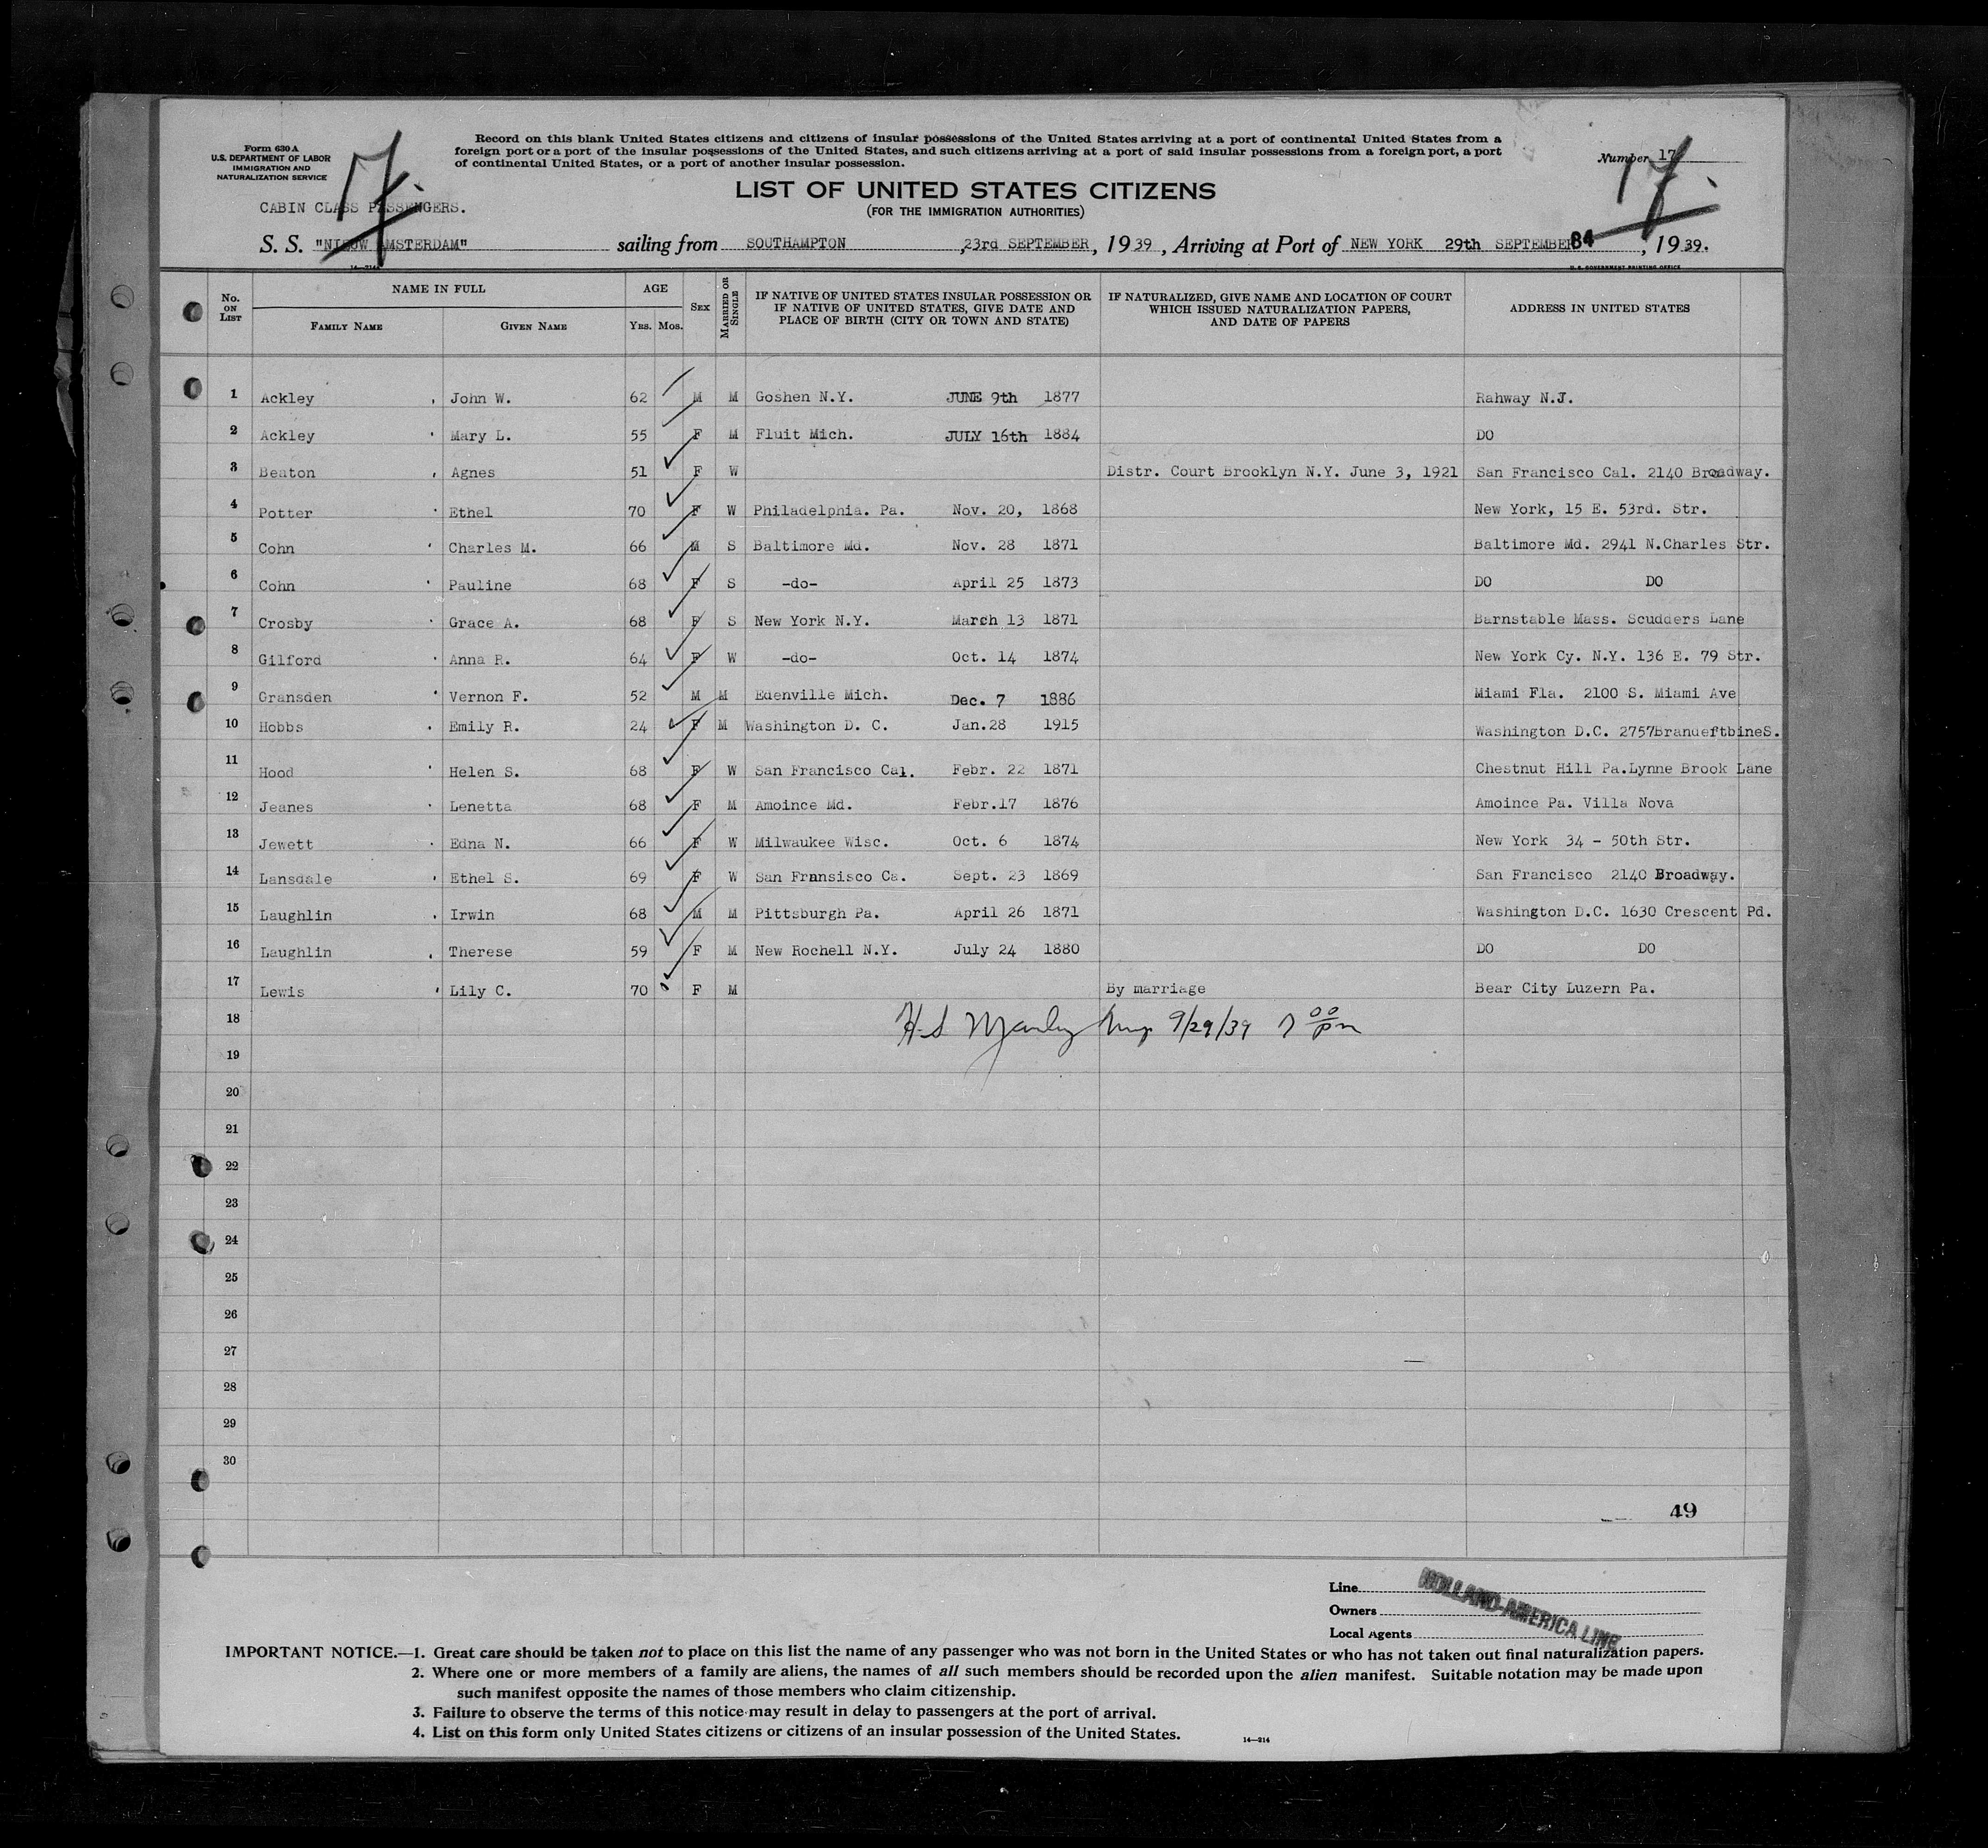 Form 630 A
U.S. DEPARTMENT OF LABOR
IMMIGRATION AND
NATURALIZATION SERVICE
Record on this blank United States citizens and citizens of insular possessions of the United States arriving at a port of continental United States from a
foreign port or a port of the insular possessions of the United States, and such citizens arriving at a port of said insular possessions from a foreign port, a port
of continental United States, or a port of another insular possession.
Number 17
17.
7.
LIST OF UNITED STATES CITIZENS
(FOR THE IMMIGRATION AUTHORITIES)
CABIN CLASS PASSENGERS.
S. S. "NIEUW AMSTERDAM" sailing from SOUTHAMPTON, 23rd SEPTEMBER, 1939, Arriving at Port of NEW YORK 29th SEPTEMBER 84, 1939.
14—214
U. S. GOVERNMENT PRINTING OFFICE
No. ON LIST NAME IN FULL AGE SEX MARRIED OR SINGLE IF NATIVE OF UNITED STATES INSULAR POSSESSION OR IF NATIVE OF UNITED STATES, GIVE DATE AND PLACE OF BIRTH (CITY OR TOWN AND STATE) IF NATURALIZED, GIVE NAME AND LOCATION OF COURT WHICH ISSUED NATURALIZATION PAPERS, AND DATE OF PAPERS ADDRESS IN UNITED STATES
FAMILY NAME GIVEN NAME YRS. MOS.
1 Ackley , John W. 62 M M Goshen N.Y. JUNE 9th 1877 Rahway N.J.
2 Ackley ' Mary L. 55 F M Fluit Mich. JULY 16th 1884 DO
3 Beaton , Agnes 51 F W Distr. Court Brooklyn N.Y. June 3, 1921 San Francisco Cal. 2140 Broadway.
4 Potter ' Ethel 70 F W Philadelphia. Pa. Nov. 20, 1868 New York, 15 E. 53rd. Str.
5 Cohn ' Charles M. 66 M S Baltimore Md. Nov. 28 1871 Baltimore Md. 2941 N.Charles Str.
6 Cohn ' Pauline 68 F S -do- April 25 1873 DO DO
7 Crosby ' Grace A. 68 F S New York N.Y. March 13 1871 Barnstable Mass. Scudders Lane
8 Gilford ' Anna R. 64 F W -do- Oct. 14 1874 New York Cy. N.Y. 136 E. 79 Str.
9 Gransden ' Vernon F. 52 M M Edenville Mich. Dec. 7 1886 Miami Fla. 2100 S. Miami Ave
10 Hobbs . Emily R. 24 F M Washington D. C. Jan.28 1915 Washington D.C. 2757
11 Hood ' Helen S. 68 F W San Francisco Cal. Febr. 22 1871 Chestnut Hill Pa.Lynne Brook Lane
12 Jeanes ' Lenetta 68 F M Amoince Md. Febr.17 1876 Amoince Pa. Villa Nova
13 Jewett . Edna N. 66 F W Milwaukee Wisc. Oct. 6 1874 New York 34 - 50th Str.
14 Lansdale ' Ethel S. 69 F W San Fransisco Ca. Sept. 23 1869 San Francisco 2140 Broadway.
15 Laughlin . Irwin 68 M M Pittsburgh Pa. April 26 1871 Washington D.C. 1630 Crescent Pd.
16 Laughlin . Therese 59 F M New Rochell N.Y. July 24 1880 DO DO
17 Lewis ' Lily C. 70 F M By marriage Bear City Luzern Pa.
18 H.S 9/29/39 7 00 pm
19
20
21
22
23
24
25
26
27
28
29
30
49
Line
Owners
Local Agents
HOLLAND-AMERICA LINE
IMPORTANT NOTICE.—1. Great care should be taken not to place on this list the name of any passenger who was not born in the United States or who has not taken out final naturalization papers.
2. Where one or more members of a family are aliens, the names of all such members should be recorded upon the alien manifest. Suitable notation may be made upon
such manifest opposite the names of those members who claim citizenship.
3. Failure to observe the terms of this notice may result in delay to passengers at the port of arrival.
4. List on this form only United States citizens or citizens of an insular possession of the United States.
14—214